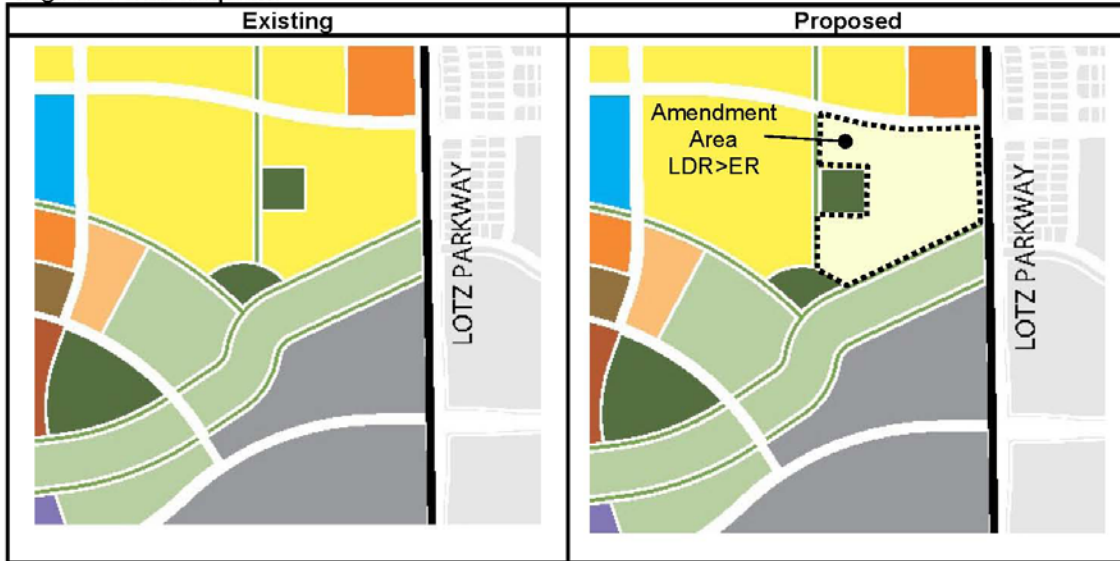 Existing
Proposed
LOTZ PARKWAY
Amendment
Area
LDR>ER
LOTZ PARKWAY